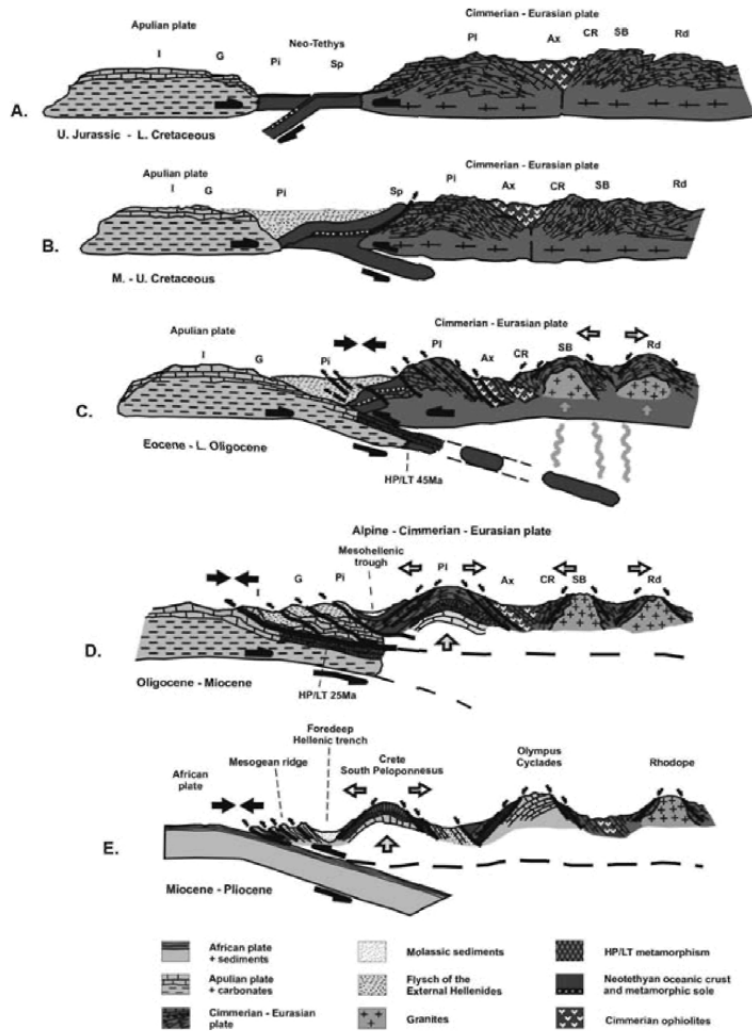 Apulian plate
Cimmerian - Eurasian plate
Neo-Tethys
I G Pi Sp Pl Ax CR SB Rd
A.
U. Jurassic - L. Cretaceous
Apulian plate
Cimmerian - Eurasian plate
I G Pi Sp Pl Ax CR SB Rd
B.
M. - U. Cretaceous
Apulian plate
Cimmerian - Eurasian plate
I G Pi Pl Ax CR SB Rd
C.
Eocene - L. Oligocene
HP/LT 45Ma
Alpine - Cimmerian - Eurasian plate
Mesohellenic
trough
I G Pi Pl Ax CR SB Rd
D.
Oligocene - Miocene
HP/LT 25Ma
Foredeep
Hellenic trench
Mesogean ridge
African
plate
Crete
South Peloponnesus
Olympus
Cyclades
Rhodope
E.
Miocene - Pliocene
African plate
+ sediments
Molassic sediments
HP/LT metamorphism
Apulian plate
+ carbonates
Flysch of the
External Hellenides
Neotethyan oceanic crust
and metamorphic sole
Cimmerian - Eurasian
plate
Granites
Cimmerian ophiolites